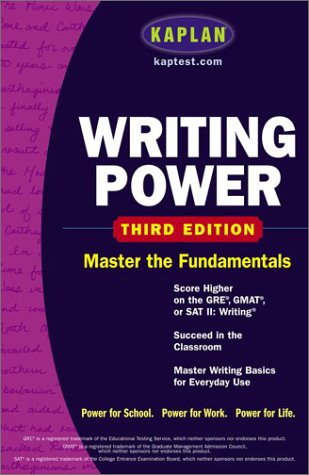 KAPLAN
kaptest.com
WRITING
POWER
THIRD EDITION
Master the Fundamentals
Score Higher
on the GRE®, GMAT®,
or SAT II: Writing®
Succeed in the
Classroom
Master Writing Basics
for Everyday Use
Power for School. Power for Work. Power for Life.
GRE® is a registered trademark of the Educational Testing Service, which neither sponsors nor endorses this product.
GMAT® is a registered trademark of the Graduate Management Admission Council,
which neither sponsors nor endorses this product.
SAT® is a registered trademark of the College Entrance Examination Board, which neither sponsors nor endorses this product.